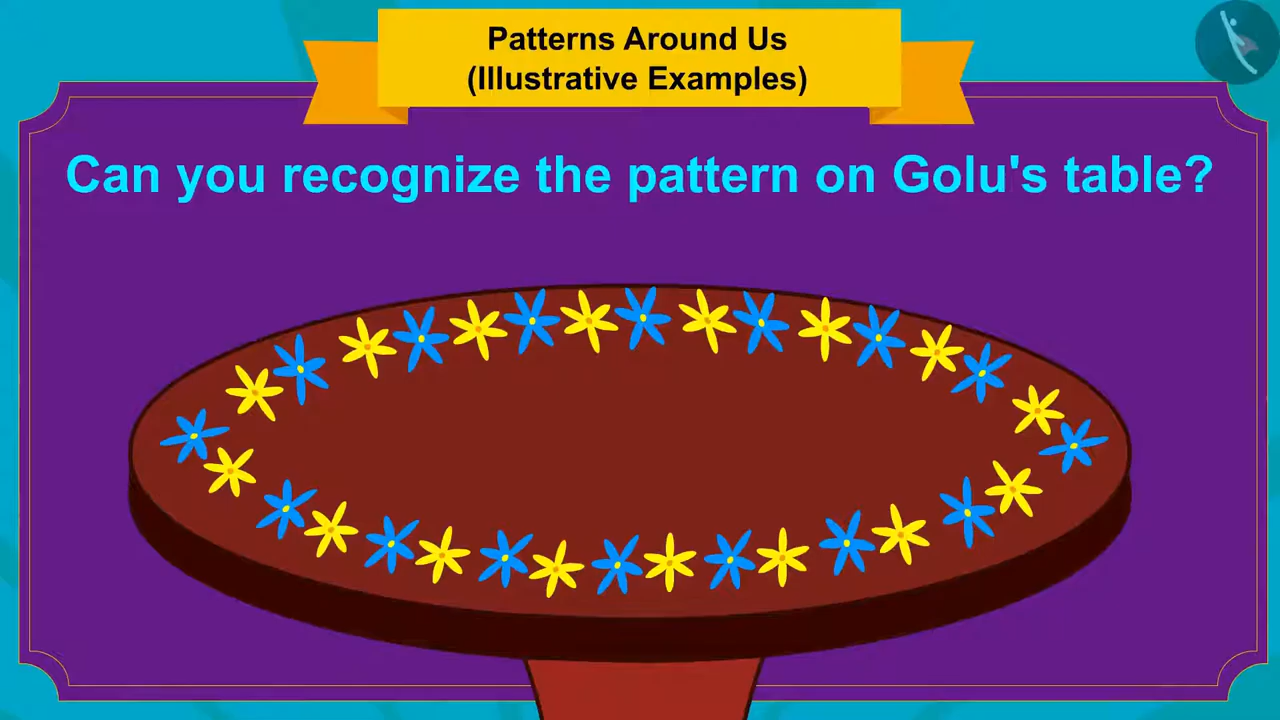 Patterns Around Us
(Illustrative Examples)
Can you recognize the pattern on Golu's table?